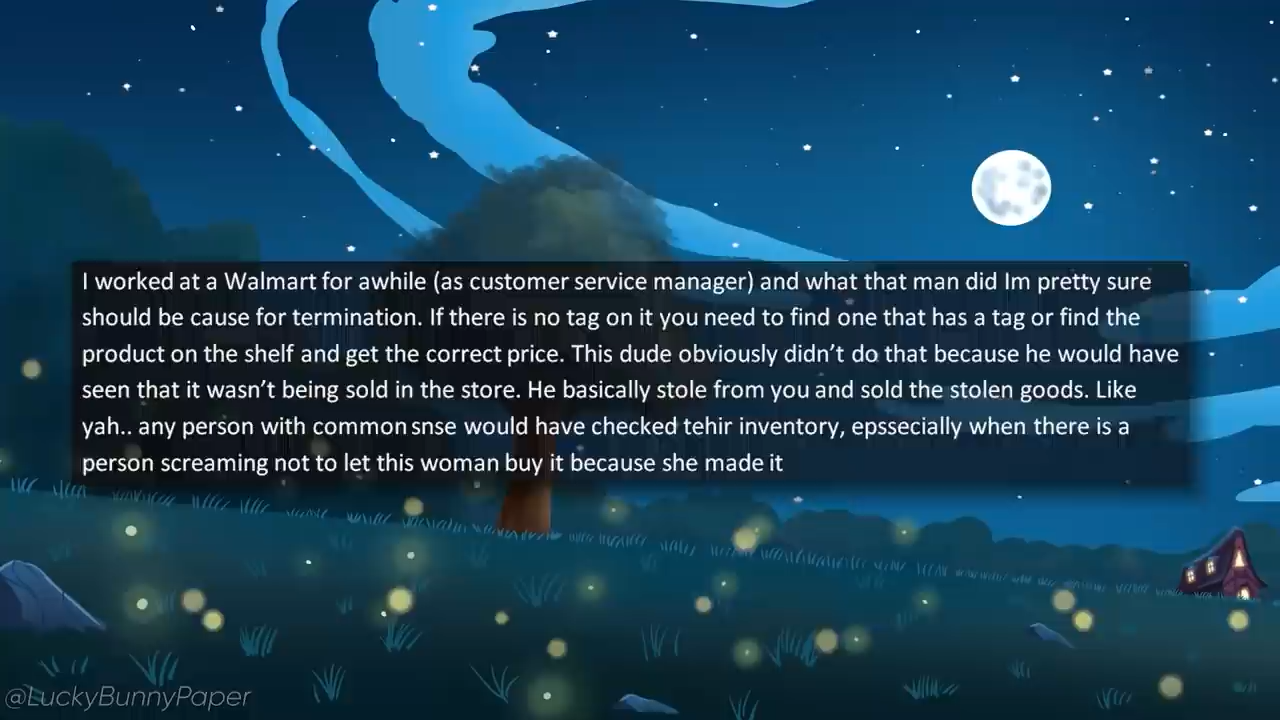 I worked at a Walmart for awhile (as customer service manager) and what that man did Im pretty sure
should be cause for termination. If there is no tag on it you need to find one that has a tag or find the
product on the shelf and get the correct price. This dude obviously didn’t do that because he would have
seen that it wasn’t being sold in the store. He basically stole from you and sold the stolen goods. Like
yah.. any person with common snse would have checked tehir inventory, epssecially when there is a
person screaming not to let this woman buy it because she made it
@LuckyBunnyPaper